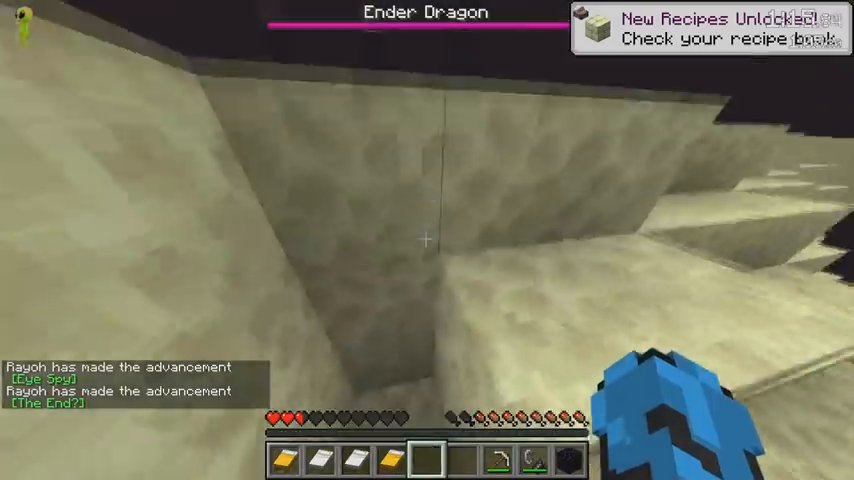 Ender Dragon
New Recipes Unlocked!
Check your recipe book
Rayoh has made the advancement
[Eye Spy]
Rayoh has made the advancement
[The End?]